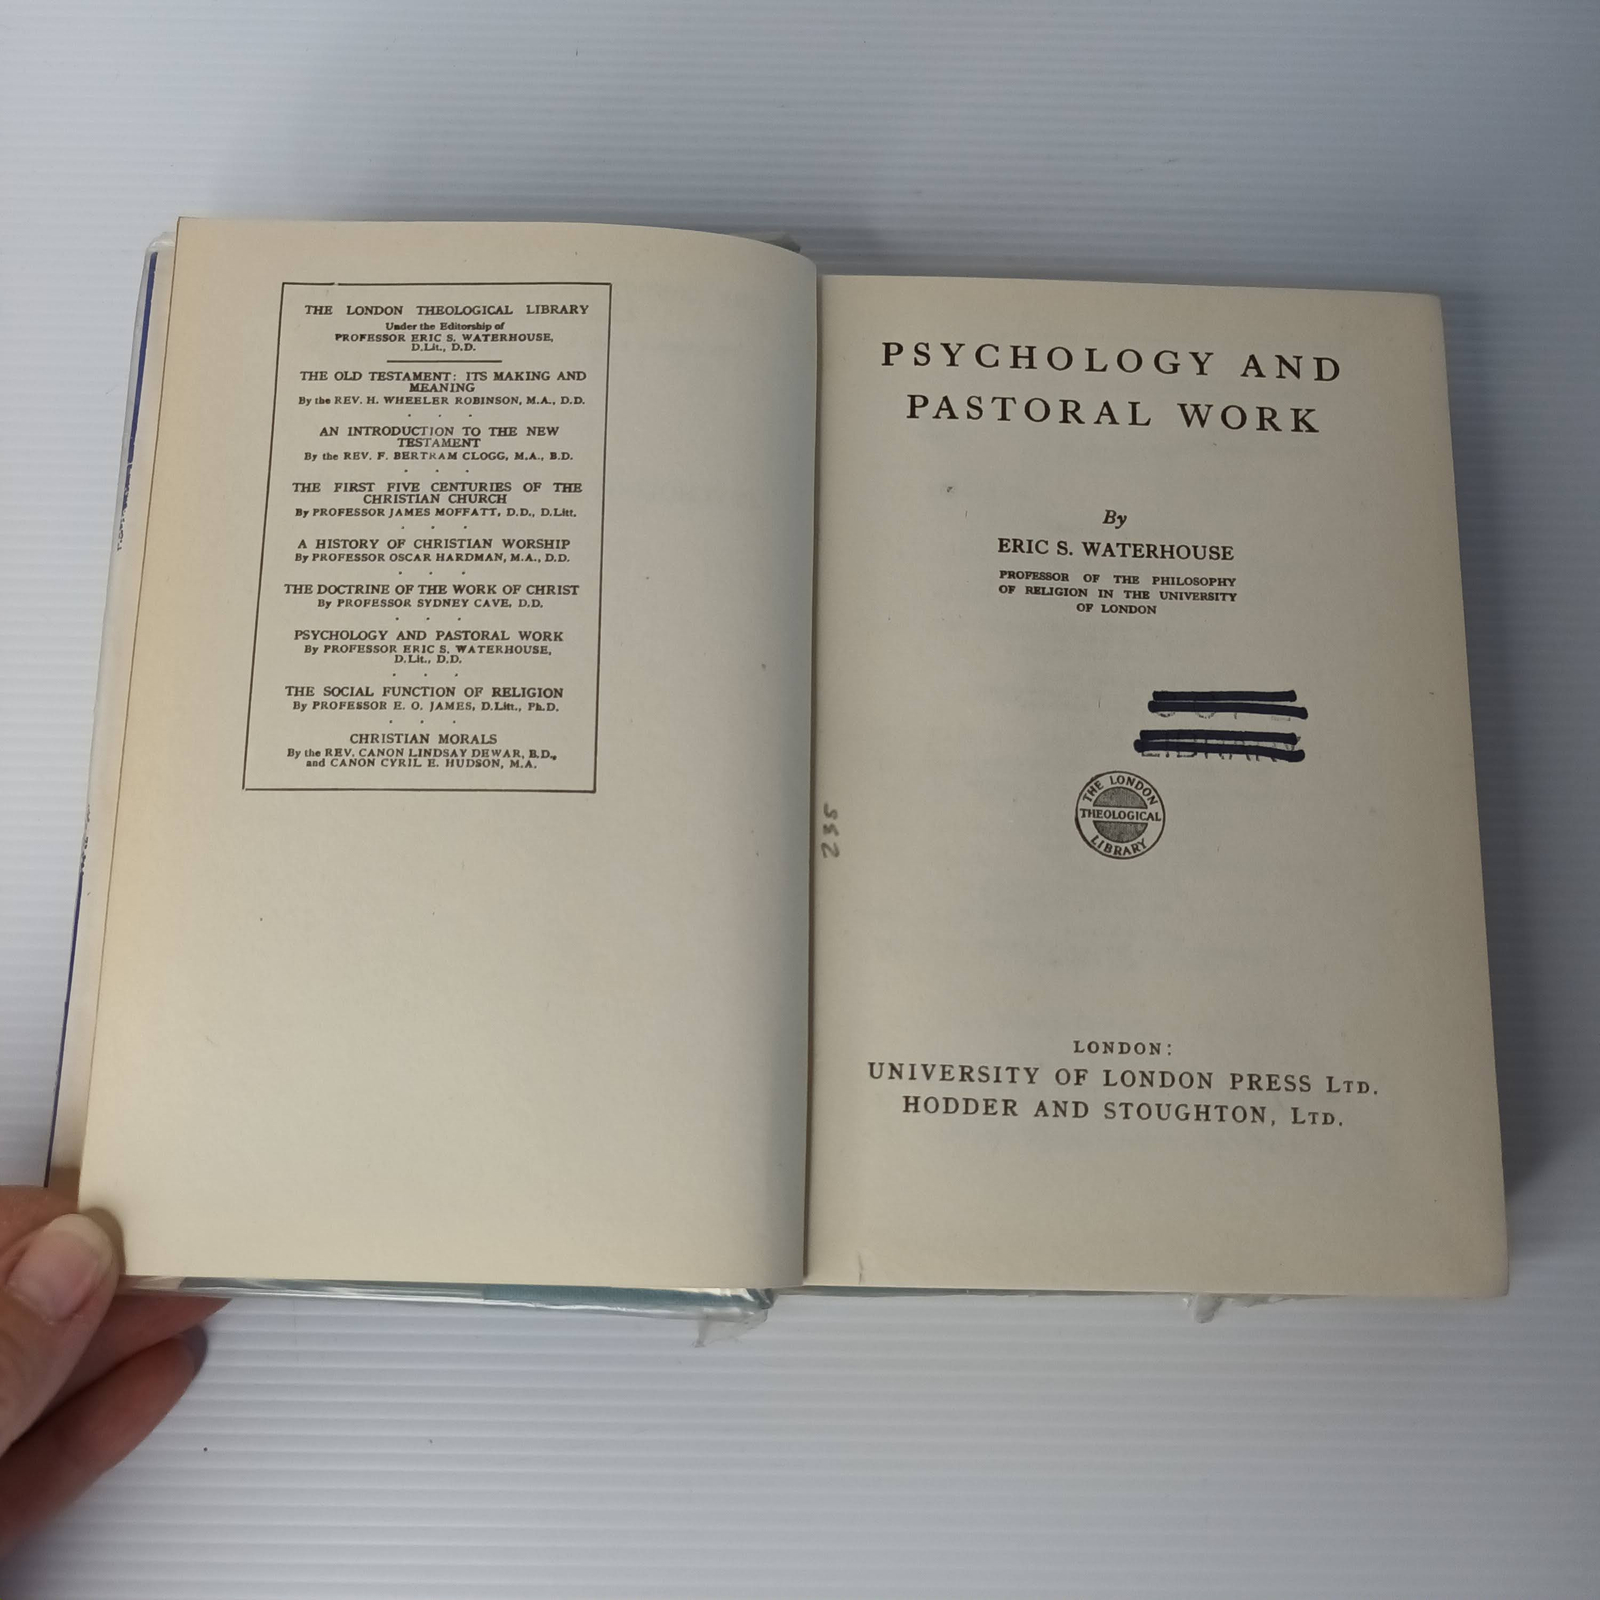 THE LONDON THEOLOGICAL LIBRARY
Under the Editorship of
PROFESSOR ERIC S. WATERHOUSE,
D.Lit., D.D.
THE OLD TESTAMENT: ITS MAKING AND
MEANING
By the REV. H. WHEELER ROBINSON, M.A., D.D.
AN INTRODUCTION TO THE NEW
TESTAMENT
By the REV. F. BERTRAM CLOGG, M.A., B.D.
THE FIRST FIVE CENTURIES OF THE
CHRISTIAN CHURCH
By PROFESSOR JAMES MOFFATT, D.D., D.Litt.
A HISTORY OF CHRISTIAN WORSHIP
By PROFESSOR OSCAR HARDMAN, M.A., D.D.
THE DOCTRINE OF THE WORK OF CHRIST
By PROFESSOR SYDNEY CAVE, D.D.
PSYCHOLOGY AND PASTORAL WORK
By PROFESSOR ERIC S. WATERHOUSE,
D.Lit., D.D.
THE SOCIAL FUNCTION OF RELIGION
By PROFESSOR E. O. JAMES, D.Litt., Ph.D.
CHRISTIAN MORALS
By the REV. CANON LINDSAY DEWAR, B.D.,
and CANON CYRIL E. HUDSON, M.A.
PSYCHOLOGY AND
PASTORAL WORK
By
ERIC S. WATERHOUSE
PROFESSOR OF THE PHILOSOPHY
OF RELIGION IN THE UNIVERSITY
OF LONDON
LIBRARY
THE LONDON
THEOLOGICAL
LIBRARY
235
LONDON:
UNIVERSITY OF LONDON PRESS LTD.
HODDER AND STOUGHTON, LTD.